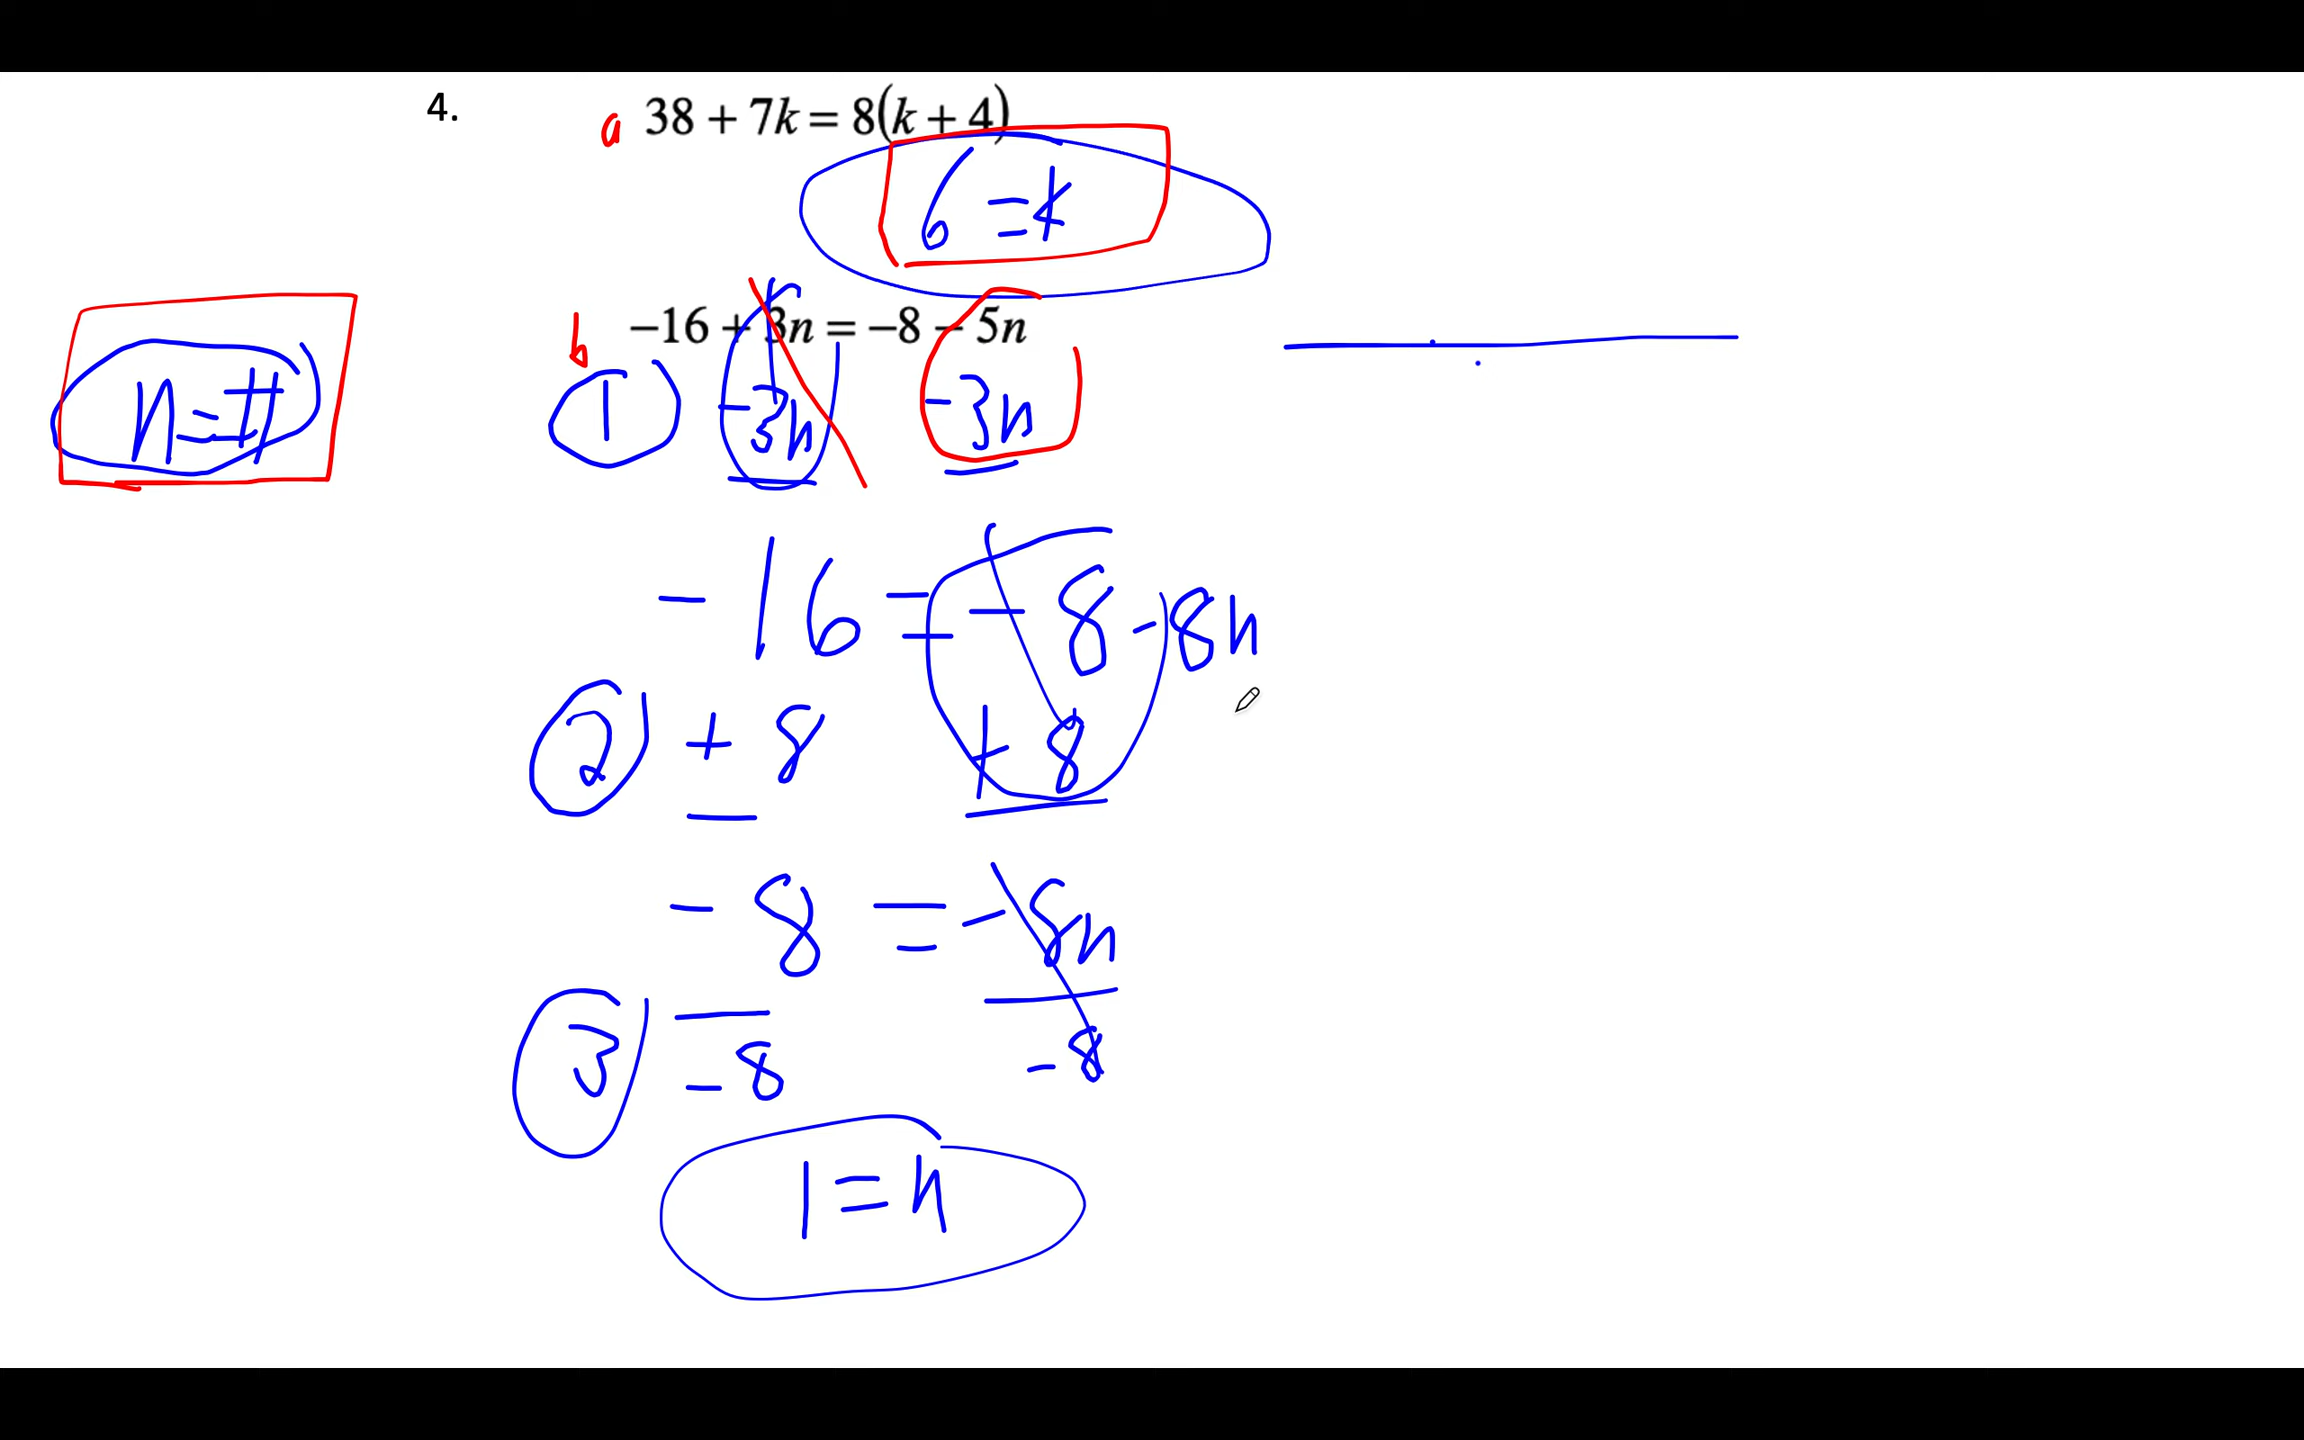 4.
a 38 + 7k = 8(k + 4)
6 = k
b −16 + 3n = −8 − 5n
n = #
1 − 3n − 3n
− 16 = − 8 − 8n
2 + 8 + 8
− 8 = − 8n
3 − 8 − 8
1 = n